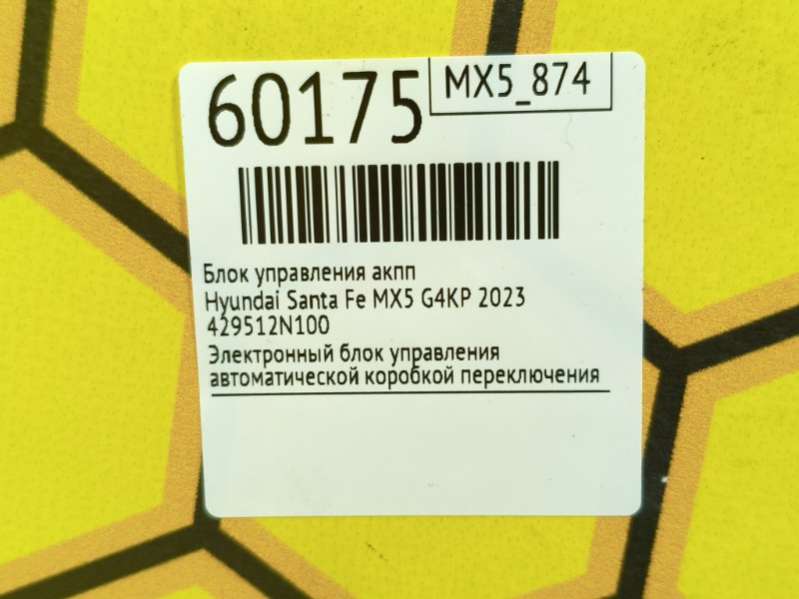 60175
MX5_874
Блок управления акпп
Hyundai Santa Fe MX5 G4KP 2023
429512N100
Электронный блок управления
автоматической коробкой переключения